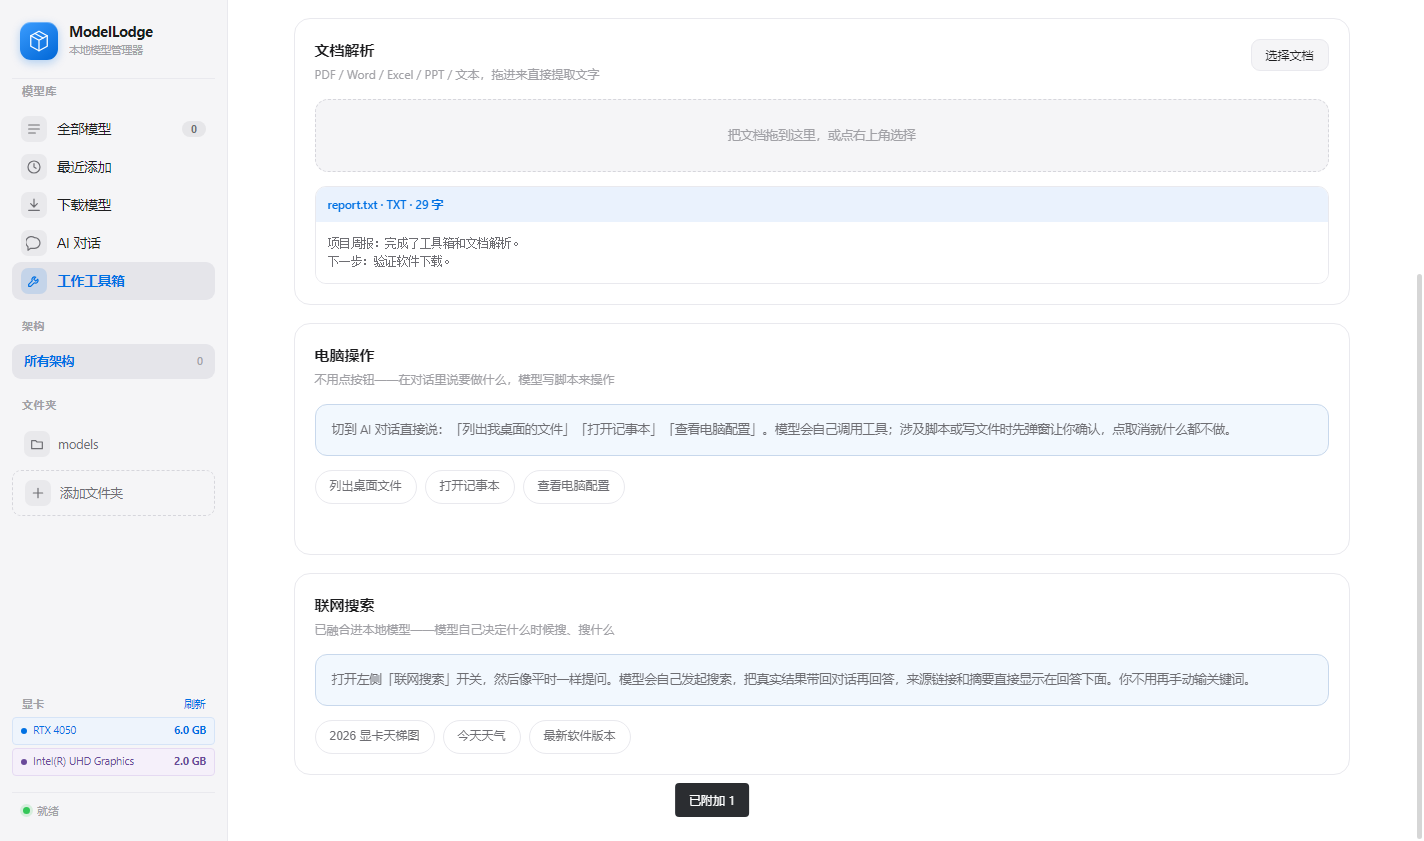 ModelLodge
本地模型管理器
模型库
全部模型 0
最近添加
下载模型
AI 对话
工作工具箱
架构
所有架构 0
文件夹
models
添加文件夹
显卡 刷新
RTX 4050 6.0 GB
Intel(R) UHD Graphics 2.0 GB
就绪
文档解析
PDF / Word / Excel / PPT / 文本，拖进来直接提取文字
选择文档
把文档拖到这里，或点右上角选择
report.txt · TXT · 29 字
项目周报：完成了工具箱和文档解析。
下一步：验证软件下载。
电脑操作
不用点按钮——在对话里说要做什么，模型写脚本来操作
切到 AI 对话直接说：「列出我桌面的文件」「打开记事本」「查看电脑配置」。模型会自己调用工具；涉及脚本或写文件时先弹窗让你确认，点取消就什么都不做。
列出桌面文件 打开记事本 查看电脑配置
联网搜索
已融合进本地模型——模型自己决定什么时候搜、搜什么
打开左侧「联网搜索」开关，然后像平时一样提问。模型会自己发起搜索，把真实结果带回对话再回答，来源链接和摘要直接显示在回答下面。你不用再手动输关键词。
2026 显卡天梯图 今天天气 最新软件版本
已附加 1